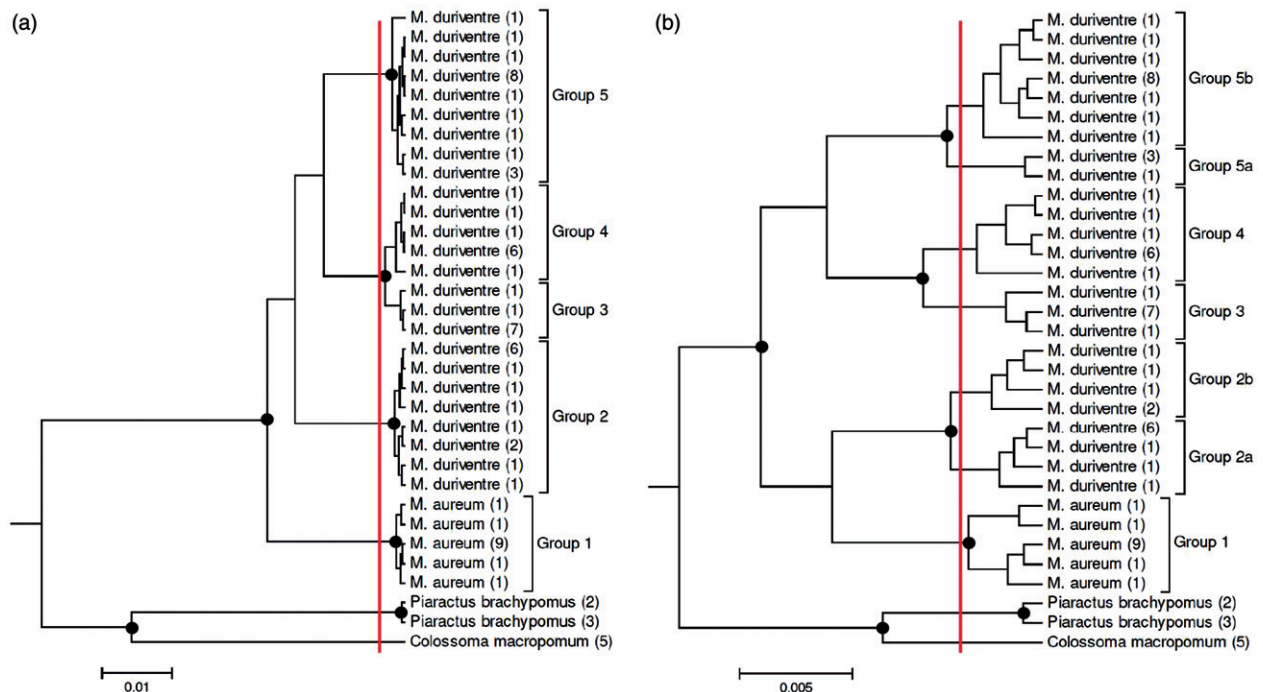 (a)
M. duriventre (1)
M. duriventre (1)
M. duriventre (1)
M. duriventre (8)
M. duriventre (1)
M. duriventre (1)
M. duriventre (1)
M. duriventre (1)
M. duriventre (3)
Group 5
M. duriventre (1)
M. duriventre (1)
M. duriventre (1)
M. duriventre (6)
M. duriventre (1)
Group 4
M. duriventre (1)
M. duriventre (1)
M. duriventre (7)
Group 3
M. duriventre (6)
M. duriventre (1)
M. duriventre (1)
M. duriventre (1)
M. duriventre (1)
M. duriventre (2)
M. duriventre (1)
M. duriventre (1)
Group 2
M. aureum (1)
M. aureum (1)
M. aureum (9)
M. aureum (1)
M. aureum (1)
Group 1
Piaractus brachypomus (2)
Piaractus brachypomus (3)
Colossoma macropomum (5)
0.01
(b)
M. duriventre (1)
M. duriventre (1)
M. duriventre (1)
M. duriventre (8)
M. duriventre (1)
M. duriventre (1)
M. duriventre (1)
Group 5b
M. duriventre (3)
M. duriventre (1)
Group 5a
M. duriventre (1)
M. duriventre (1)
M. duriventre (1)
M. duriventre (6)
M. duriventre (1)
Group 4
M. duriventre (1)
M. duriventre (7)
M. duriventre (1)
Group 3
M. duriventre (1)
M. duriventre (1)
M. duriventre (1)
M. duriventre (2)
Group 2b
M. duriventre (6)
M. duriventre (1)
M. duriventre (1)
M. duriventre (1)
Group 2a
M. aureum (1)
M. aureum (1)
M. aureum (9)
M. aureum (1)
M. aureum (1)
Group 1
Piaractus brachypomus (2)
Piaractus brachypomus (3)
Colossoma macropomum (5)
0.005